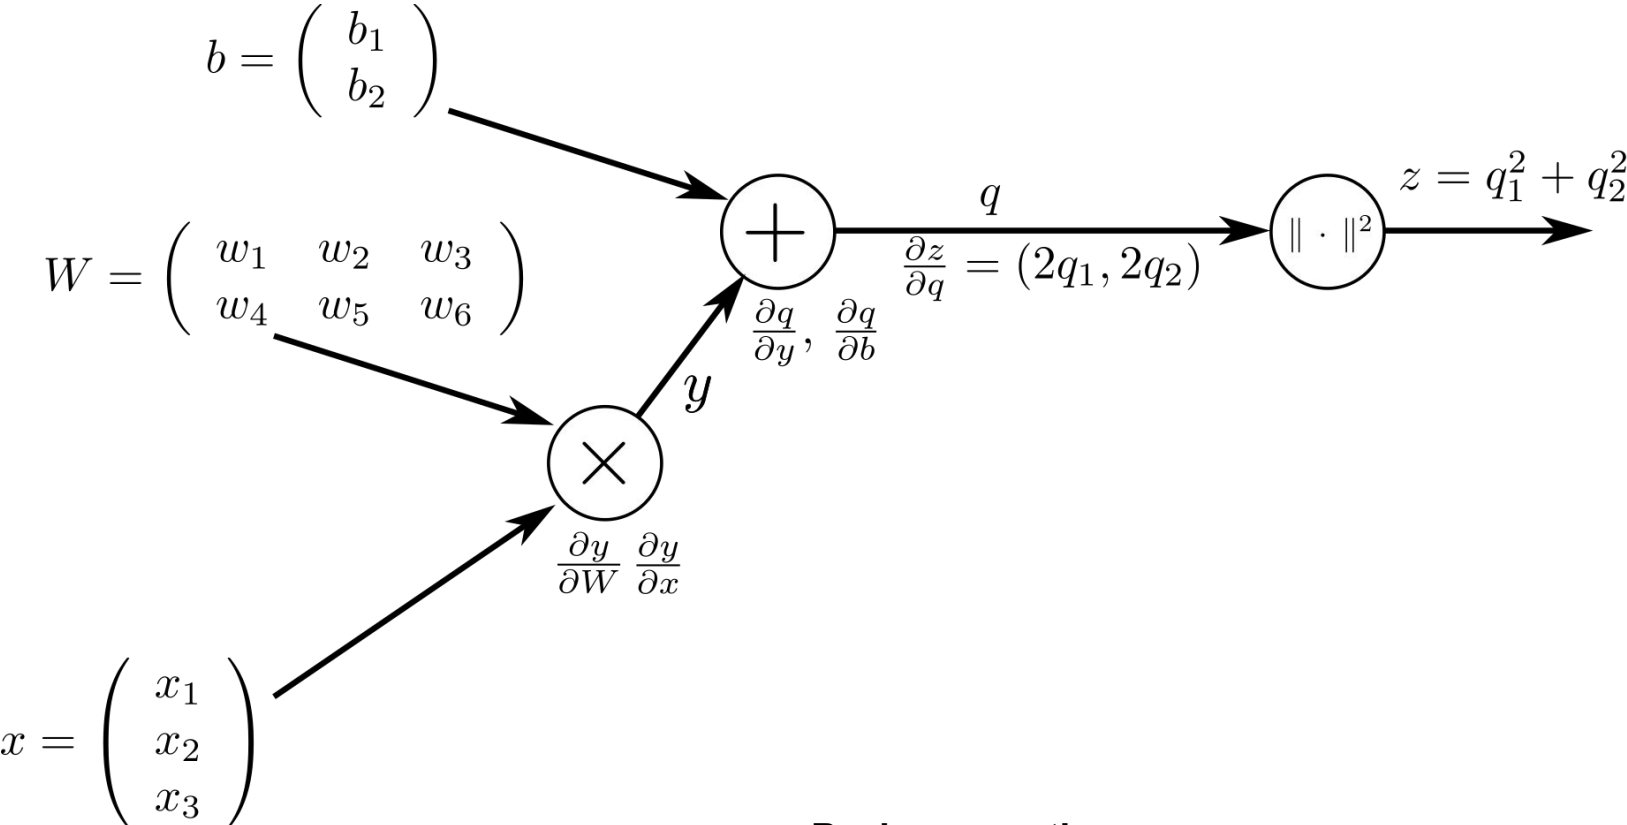 b = ( b₁
b₂ )
W = ( w₁ w₂ w₃
w₄ w₅ w₆ )
x = ( x₁
x₂
x₃ )
×
∂y/∂W ∂y/∂x
y
+
∂q/∂y, ∂q/∂b
q
∂z/∂q = (2q₁, 2q₂)
‖ · ‖²
z = q₁² + q₂²